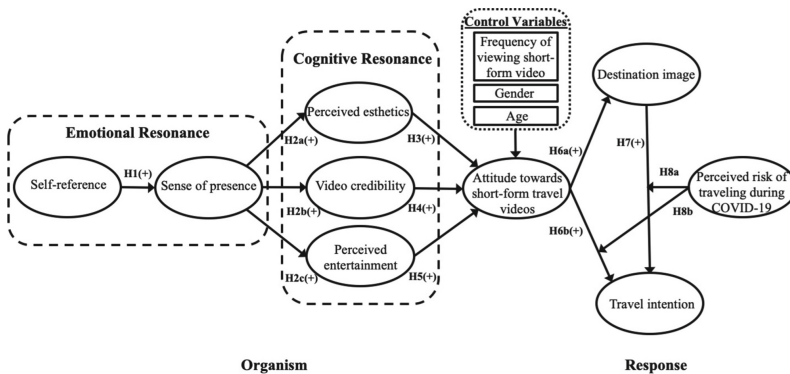 Control Variables
Frequency of
viewing short-
form video
Gender
Age
Cognitive Resonance
Emotional Resonance
Self-reference
H1(+)
Sense of presence
H2a(+)
H2b(+)
H2c(+)
Perceived esthetics
Video credibility
Perceived
entertainment
H3(+)
H4(+)
H5(+)
Attitude towards
short-form travel
videos
H6a(+)
H6b(+)
Destination image
H7(+)
H8a
H8b
Perceived risk of
traveling during
COVID-19
Travel intention
Organism
Response